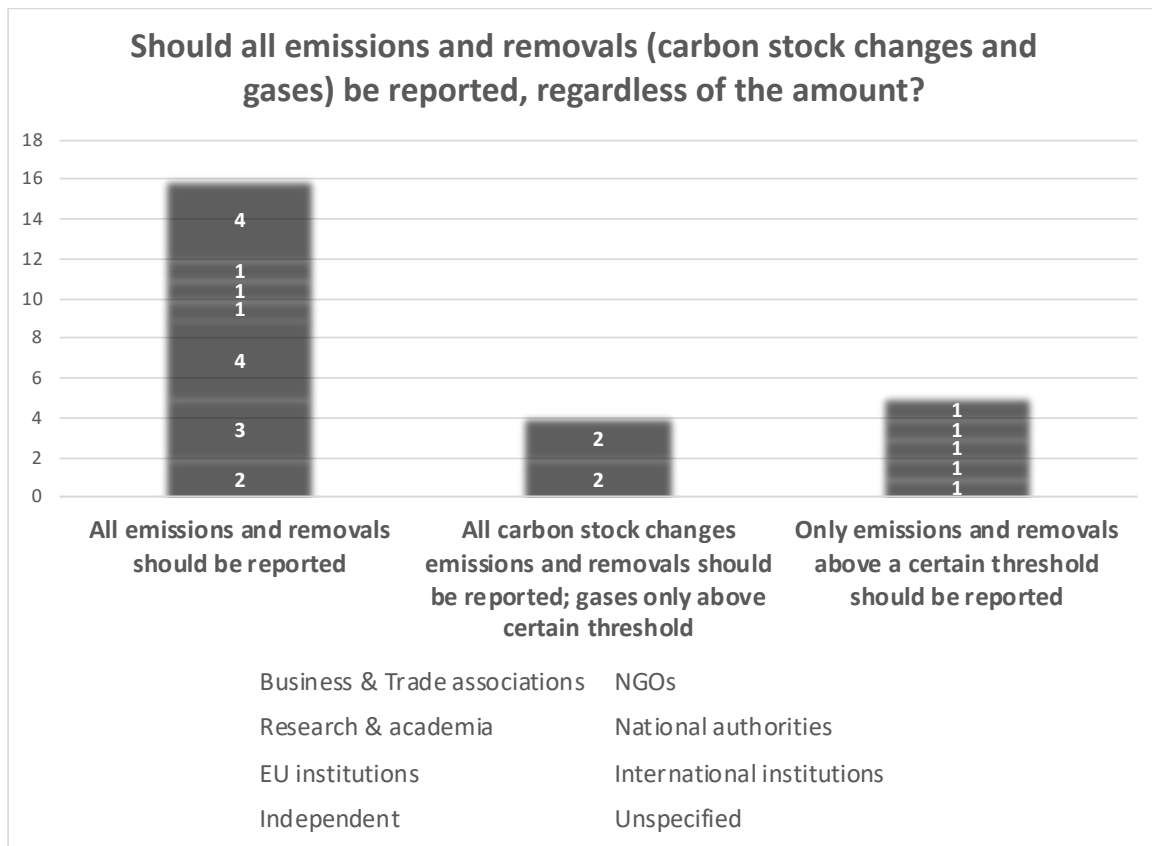 Should all emissions and removals (carbon stock changes and
gases) be reported, regardless of the amount?
18
16
14
12
10
8
6
4
2
0
4
1
1
1
4
3
2
2
2
1
1
1
1
1
All emissions and removals
should be reported
All carbon stock changes
emissions and removals should
be reported; gases only above
certain threshold
Only emissions and removals
above a certain threshold
should be reported
Business & Trade associations NGOs
Research & academia National authorities
EU institutions International institutions
Independent Unspecified